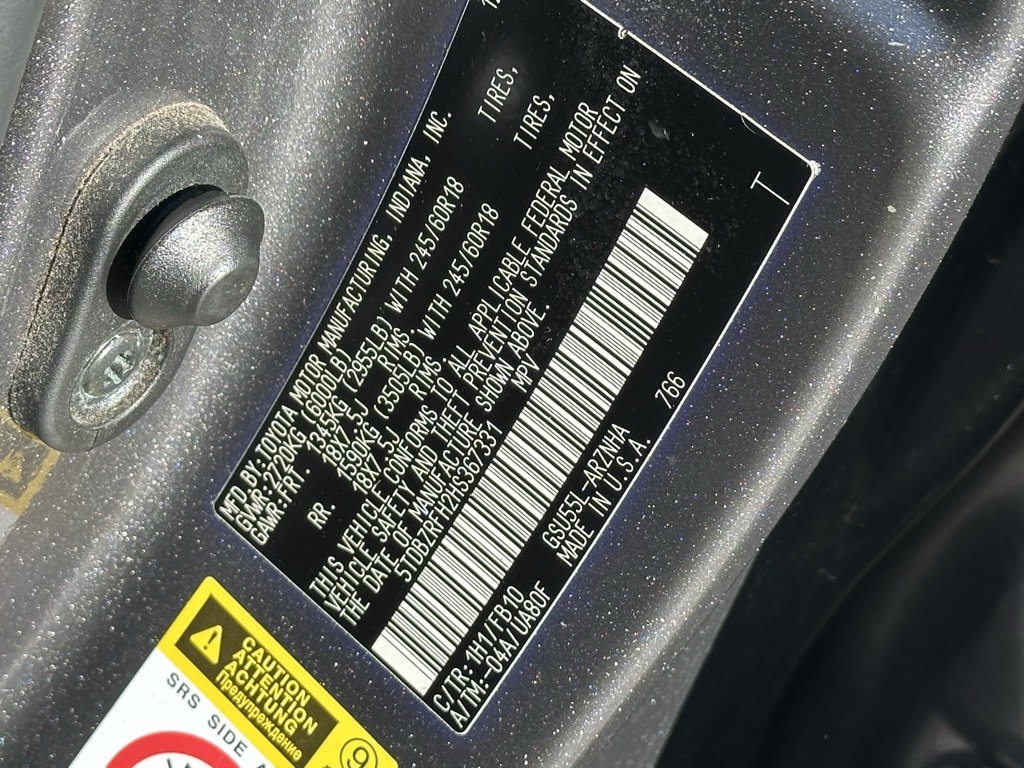 MFD.BY:TOYOTA MOTOR MANUFACTURING, INDIANA, INC.
GVWR:2720KG (6000LB)
GAWR:FRT. 1345KG (2955LB) WITH 245/60R18 TIRES,
18X7.5J RIMS,
RR. 1590KG (3505LB) WITH 245/60R18 TIRES,
18X7.5J RIMS
THIS VEHICLE CONFORMS TO ALL APPLICABLE FEDERAL MOTOR
VEHICLE SAFETY AND THEFT PREVENTION STANDARDS IN EFFECT ON
THE DATE OF MANUFACTURE SHOWN ABOVE.
5TDBZRFH2HS367331 MPV
C/TR:1H1/FB10 GSU55L-ARZNHA 766
A/TM:-04A/UA80F MADE IN U.S.A. T
CAUTION
ATTENTION
ACHTUNG
Предупреждение
9
SRS SIDE